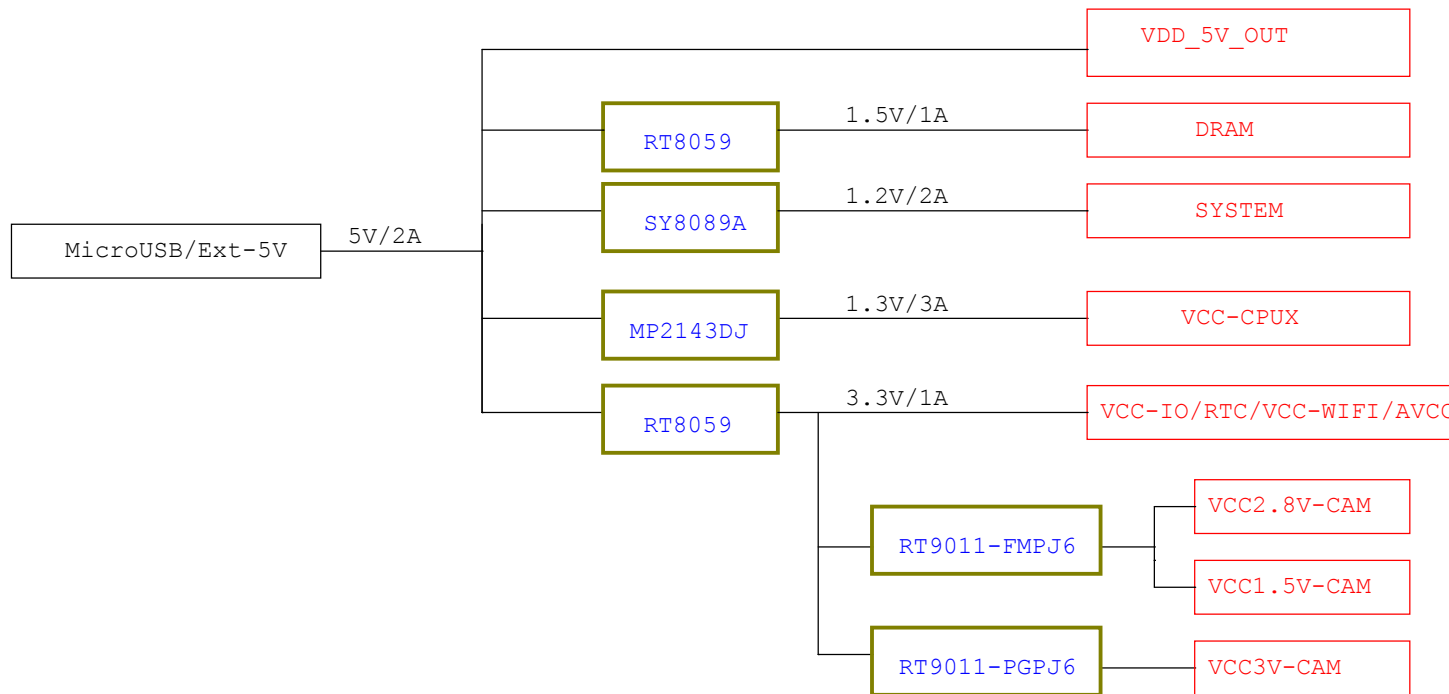 VDD_5V_OUT
1.5V/1A
RT8059
DRAM
1.2V/2A
SY8089A
SYSTEM
MicroUSB/Ext-5V
5V/2A
1.3V/3A
MP2143DJ
VCC-CPUX
3.3V/1A
RT8059
VCC-IO/RTC/VCC-WIFI/AVCC
VCC2.8V-CAM
RT9011-FMPJ6
VCC1.5V-CAM
RT9011-PGPJ6
VCC3V-CAM